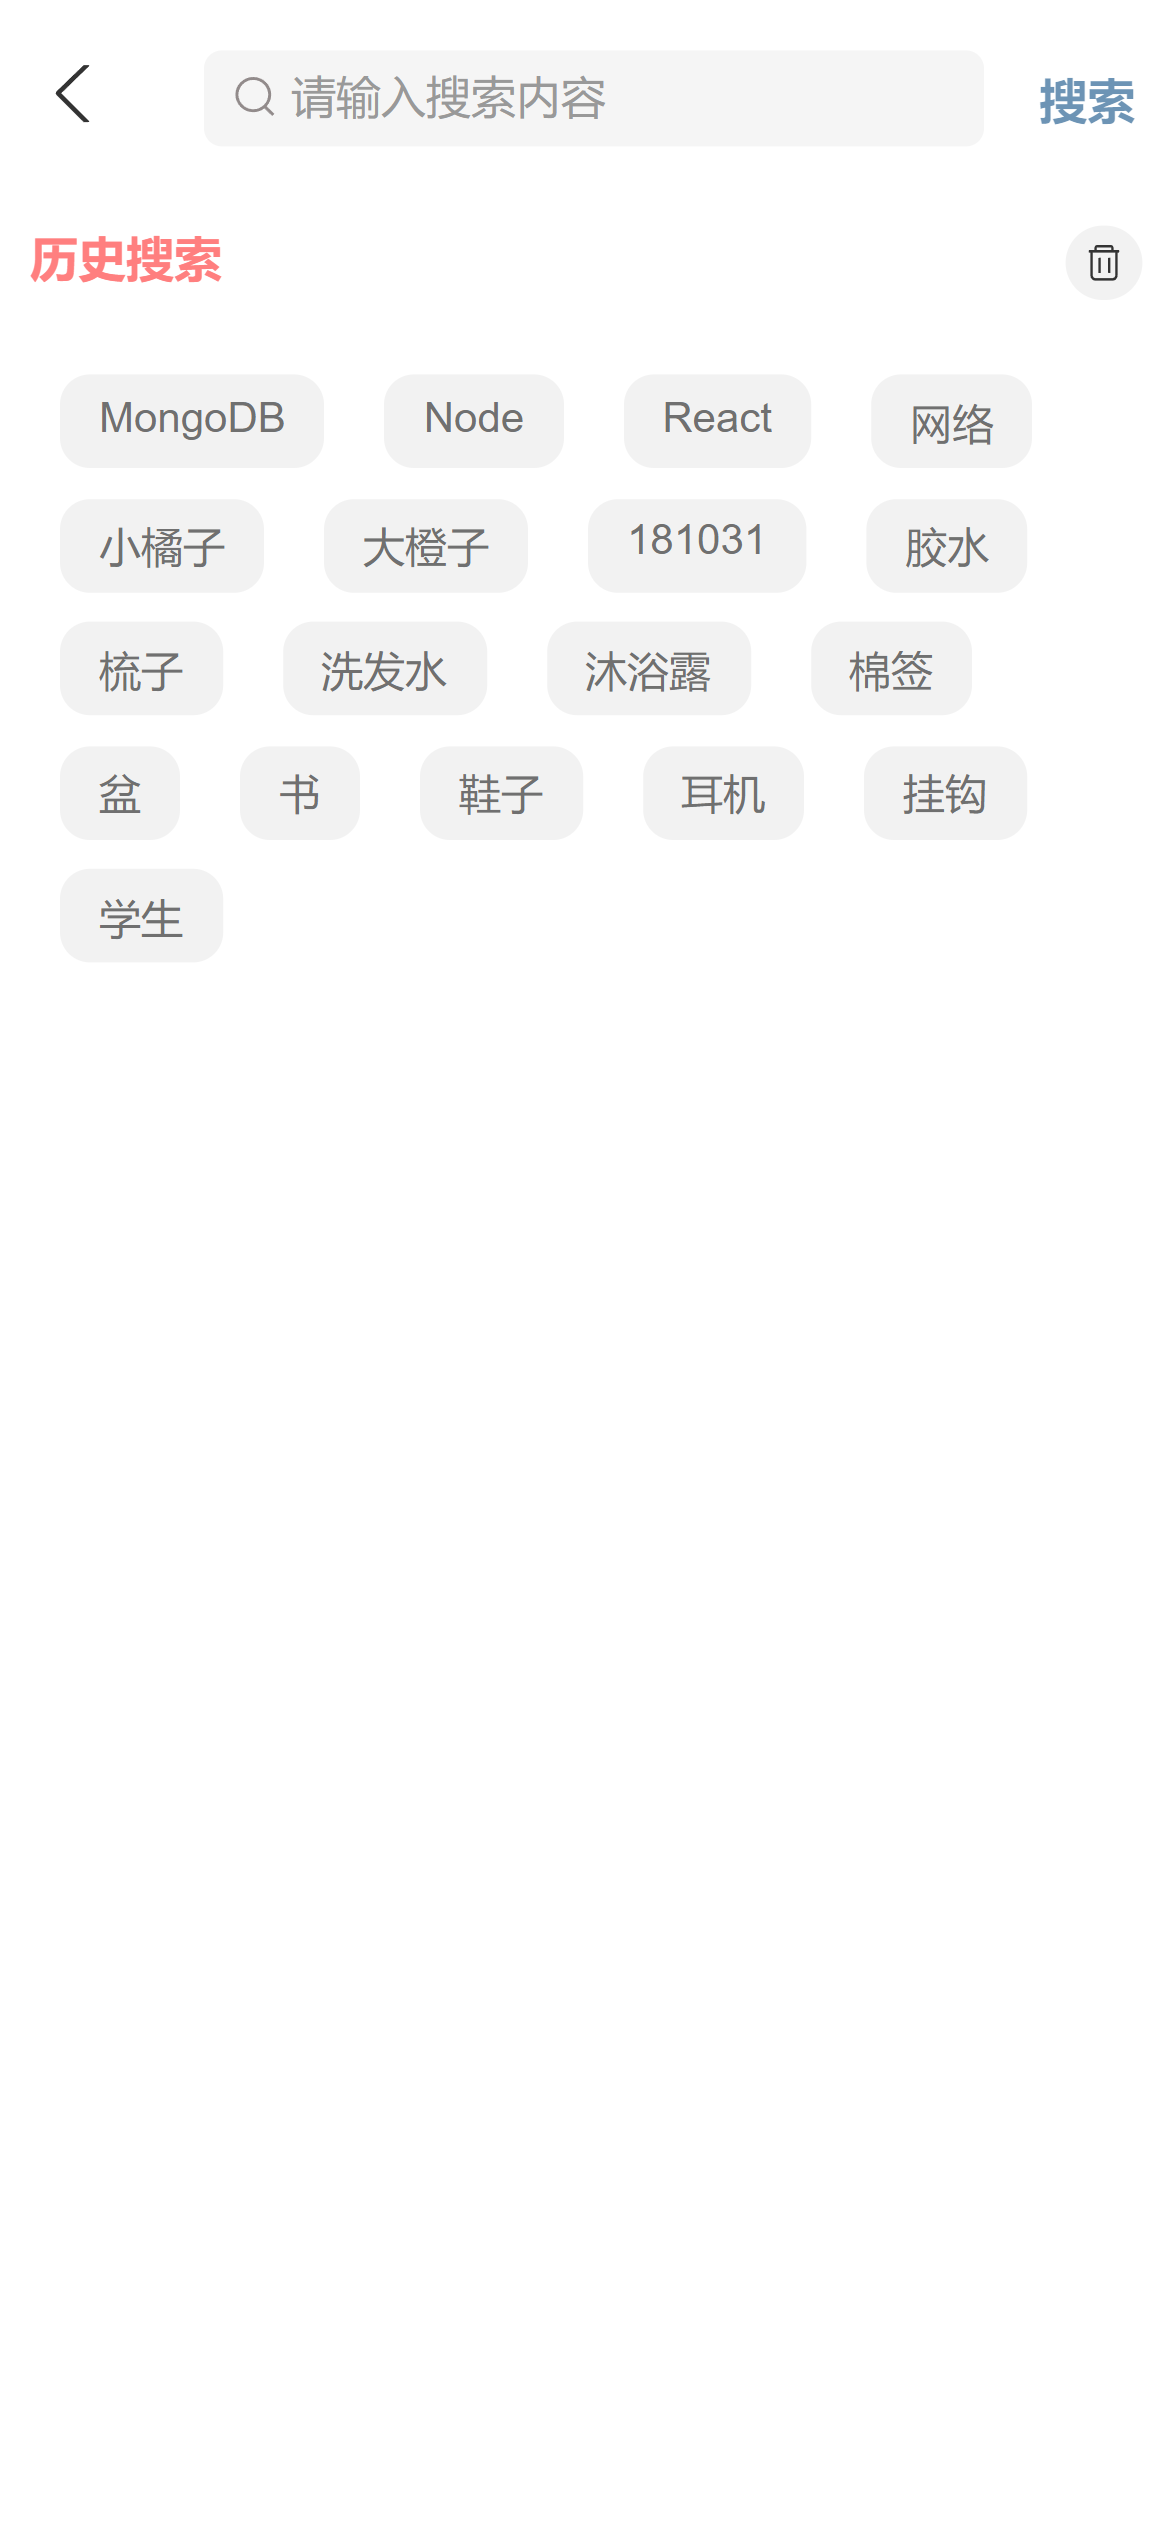 请输入搜索内容 搜索
历史搜索
MongoDB Node React 网络
小橘子 大橙子 181031 胶水
梳子 洗发水 沐浴露 棉签
盆 书 鞋子 耳机 挂钩
学生